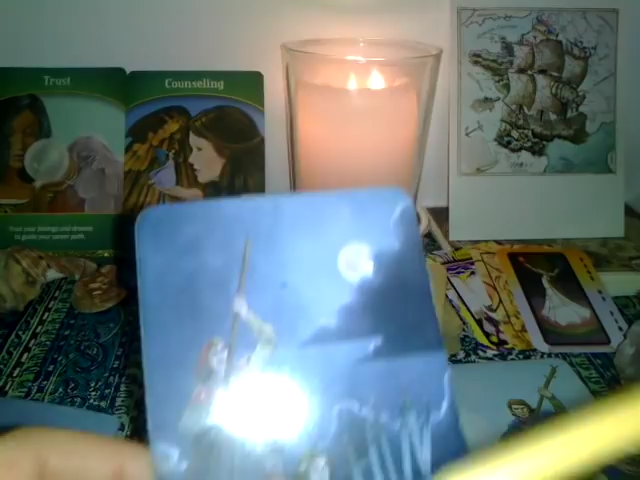 Trust
Counseling
Trust your feelings and dreams
to guide your career path.